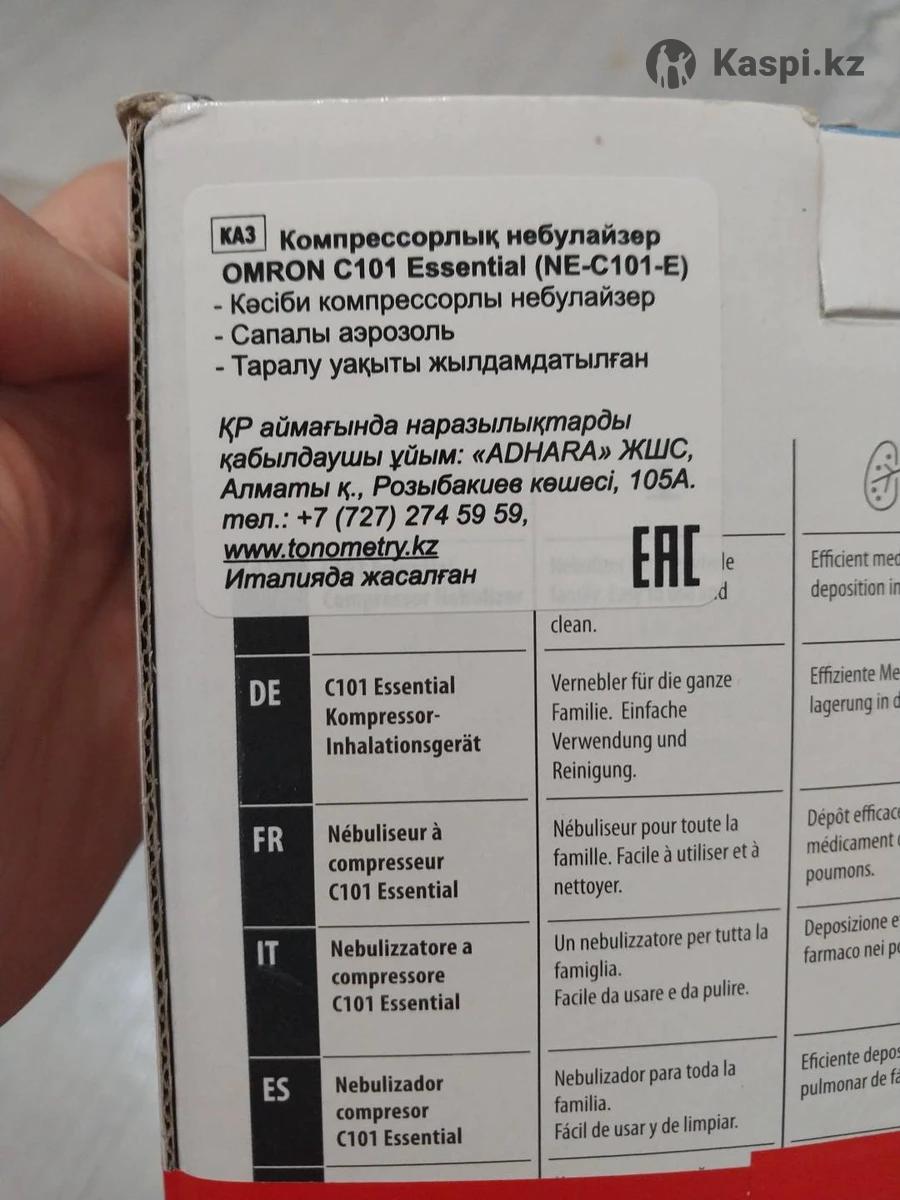 Kaspi.kz
КАЗ Компрессорлық небулайзер
OMRON C101 Essential (NE-C101-E)
- Кәсіби компрессорлы небулайзер
- Сапалы аэрозоль
- Таралу уақыты жылдамдатылған
ҚР аймағында наразылықтарды
қабылдаушы ұйым: «ADHARA» ЖШС,
Алматы қ., Розыбакиев көшесі, 105А.
тел.: +7 (727) 274 59 59,
www.tonometry.kz
Италияда жасалған
EAC
clean.
Efficient
deposition
DE
C101 Essential
Kompressor-
Inhalationsgerät
Vernebler für die ganze
Familie. Einfache
Verwendung und
Reinigung.
Effiziente
lagerung in
FR
Nébuliseur à
compresseur
C101 Essential
Nébuliseur pour toute la
famille. Facile à utiliser et à
nettoyer.
Dépôt
médicament
poumons.
IT
Nebulizzatore a
compressore
C101 Essential
Un nebulizzatore per tutta la
famiglia.
Facile da usare e da pulire.
Deposizione
farmaco nei
ES
Nebulizador
compresor
C101 Essential
Nebulizador para toda la
familia.
Fácil de usar y de limpiar.
Eficiente
pulmonar de